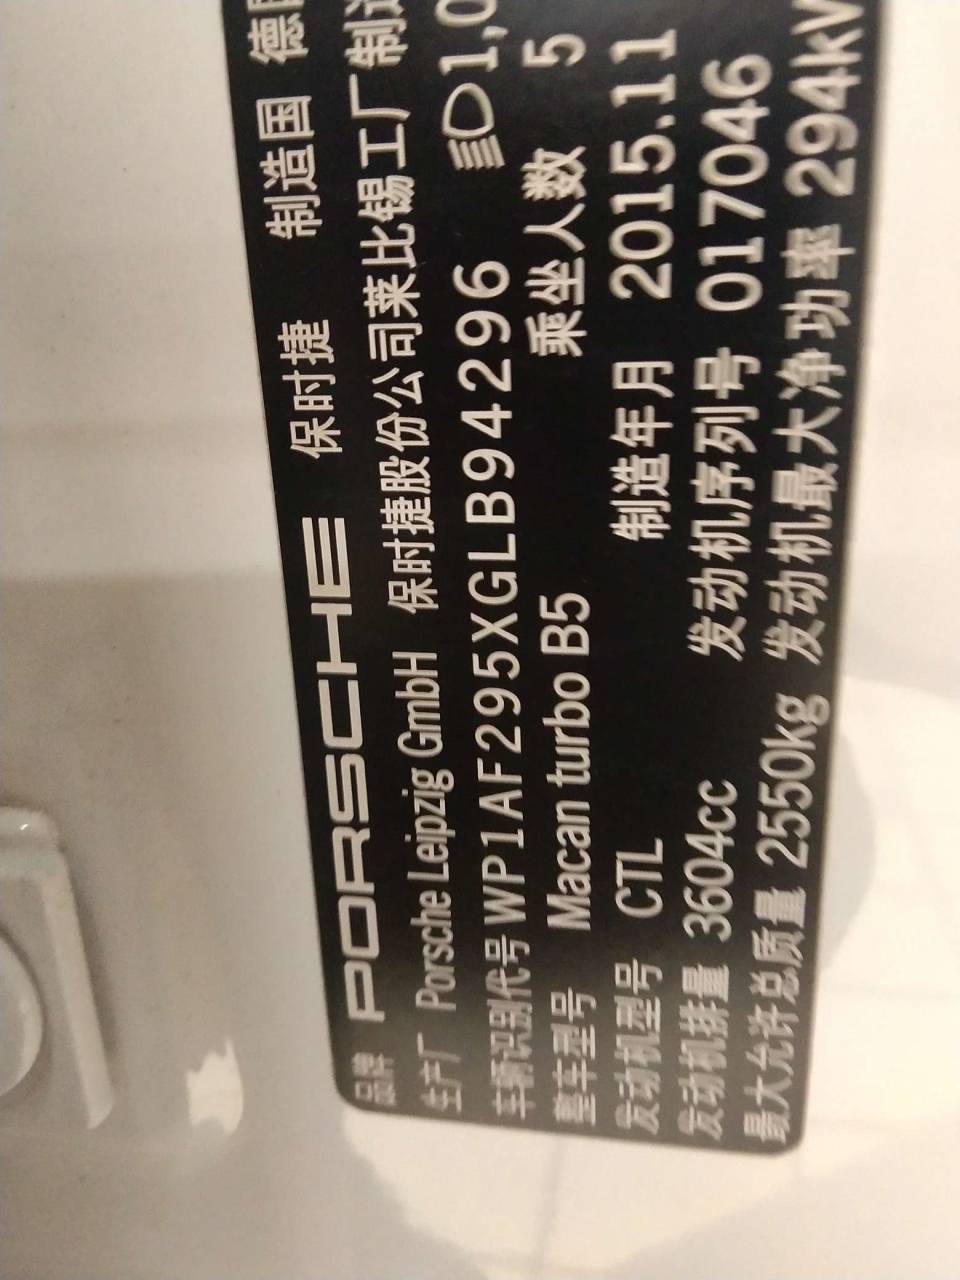 品牌 PORSCHE 保时捷 制造国
生产厂 Porsche Leipzig GmbH 保时捷股份公司莱比锡工厂制造
车辆识别代号 WP1AF295XGLB94296 1,0
整车型号 Macan turbo B5 乘坐人数 5
发动机型号 CTL 制造年月 2015.11
发动机排量 3604cc 发动机序列号 017046
最大允许总质量 2550kg 发动机最大净功率 294kW